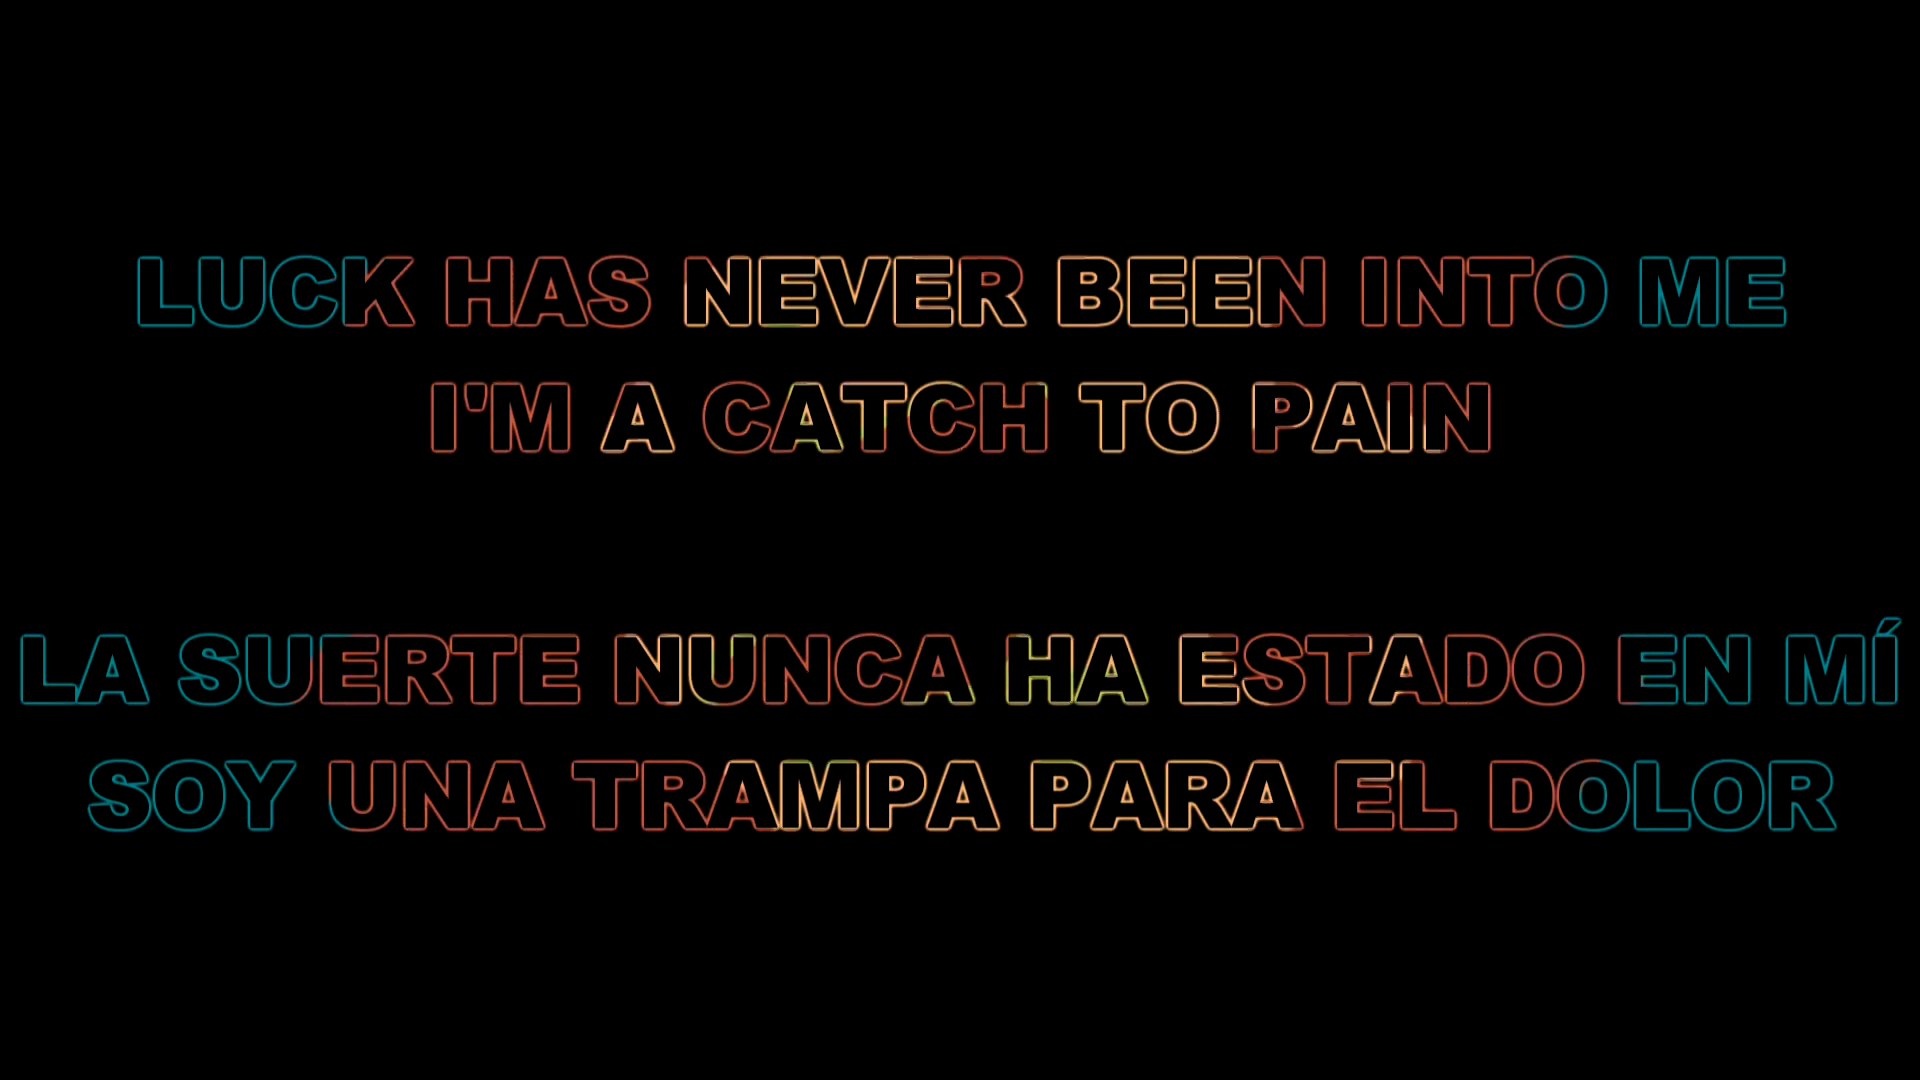 LUCK HAS NEVER BEEN INTO ME
I'M A CATCH TO PAIN
LA SUERTE NUNCA HA ESTADO EN MÍ
SOY UNA TRAMPA PARA EL DOLOR